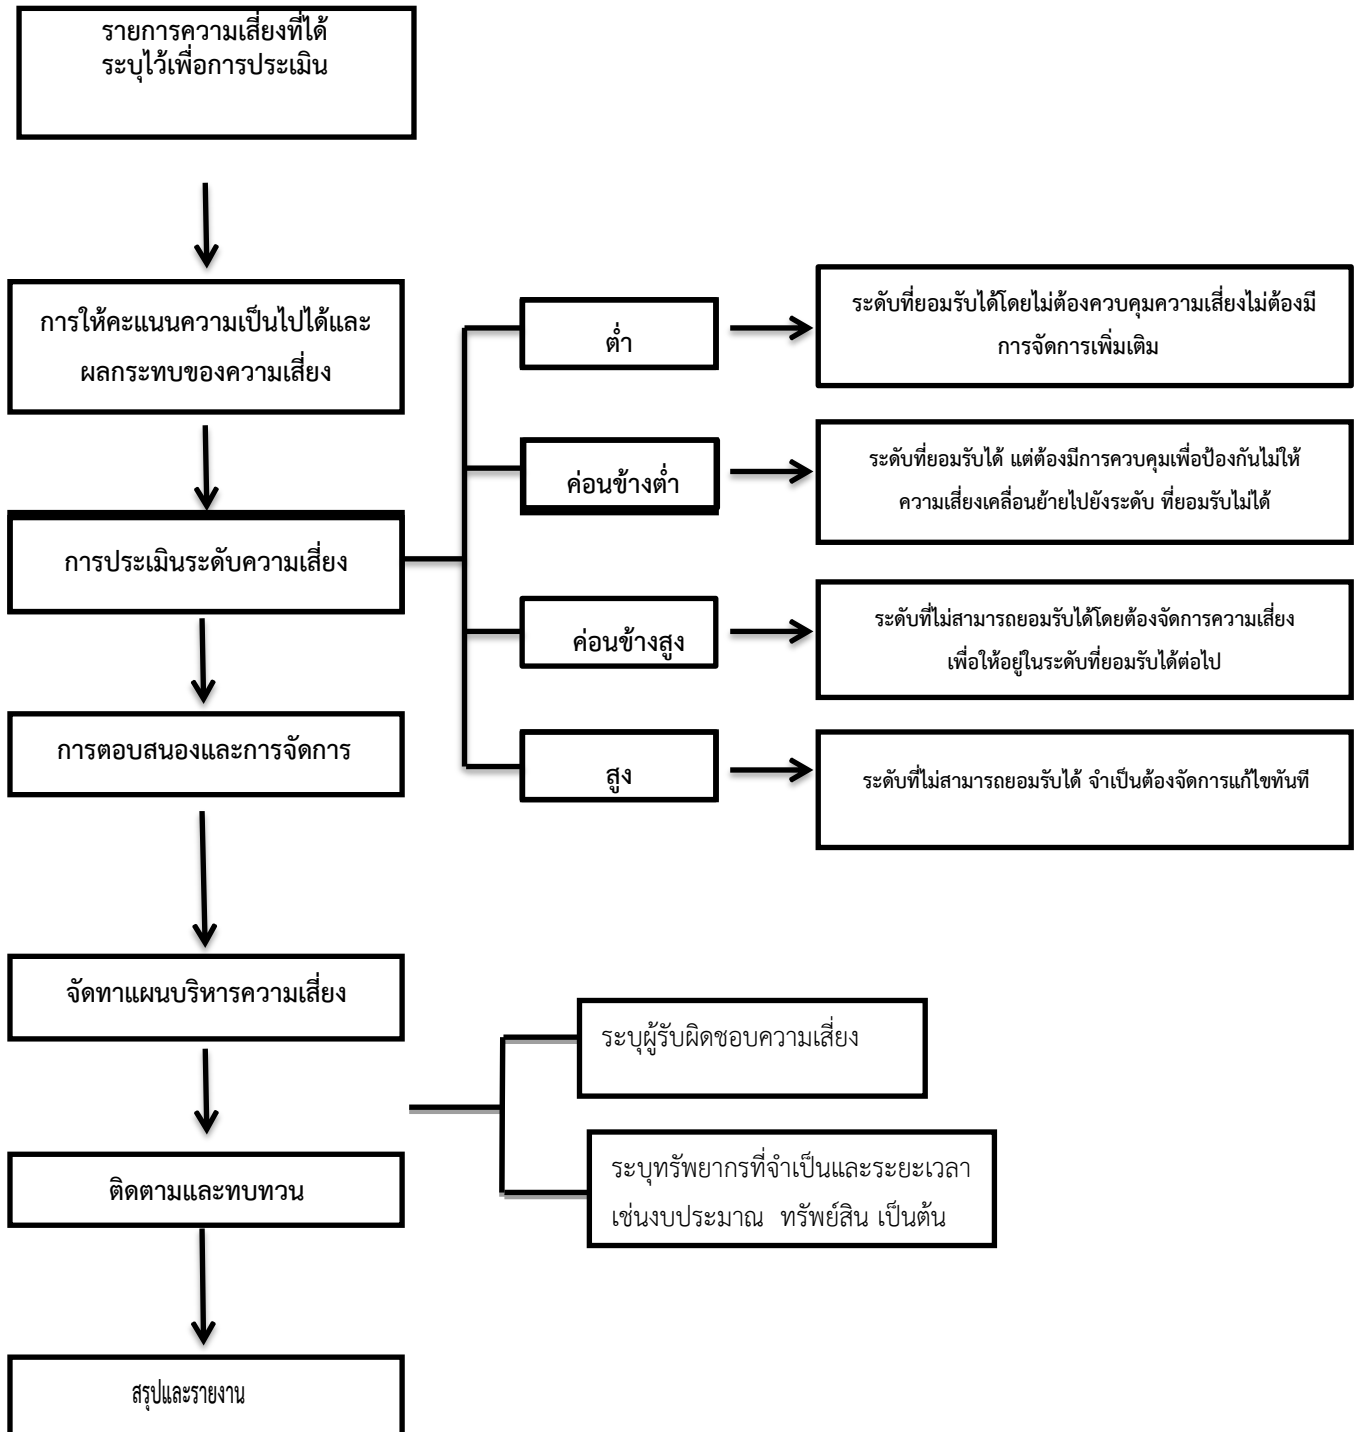 รายการความเสี่ยงที่ได้
ระบุไว้เพื่อการประเมิน
การให้คะแนนความเป็นไปได้และ
ผลกระทบของความเสี่ยง
การประเมินระดับความเสี่ยง
ต่ำ
ระดับที่ยอมรับได้โดยไม่ต้องควบคุมความเสี่ยงไม่ต้องมี
การจัดการเพิ่มเติม
ค่อนข้างต่ำ
ระดับที่ยอมรับได้ แต่ต้องมีการควบคุมเพื่อป้องกันไม่ให้
ความเสี่ยงเคลื่อนย้ายไปยังระดับ ที่ยอมรับไม่ได้
ค่อนข้างสูง
ระดับที่ไม่สามารถยอมรับได้โดยต้องจัดการความเสี่ยง
เพื่อให้อยู่ในระดับที่ยอมรับได้ต่อไป
สูง
ระดับที่ไม่สามารถยอมรับได้ จำเป็นต้องจัดการแก้ไขทันที
การตอบสนองและการจัดการ
จัดทาแผนบริหารความเสี่ยง
ระบุผู้รับผิดชอบความเสี่ยง
ระบุทรัพยากรที่จำเป็นและระยะเวลา
เช่นงบประมาณ ทรัพย์สิน เป็นต้น
ติดตามและทบทวน
สรุปและรายงาน